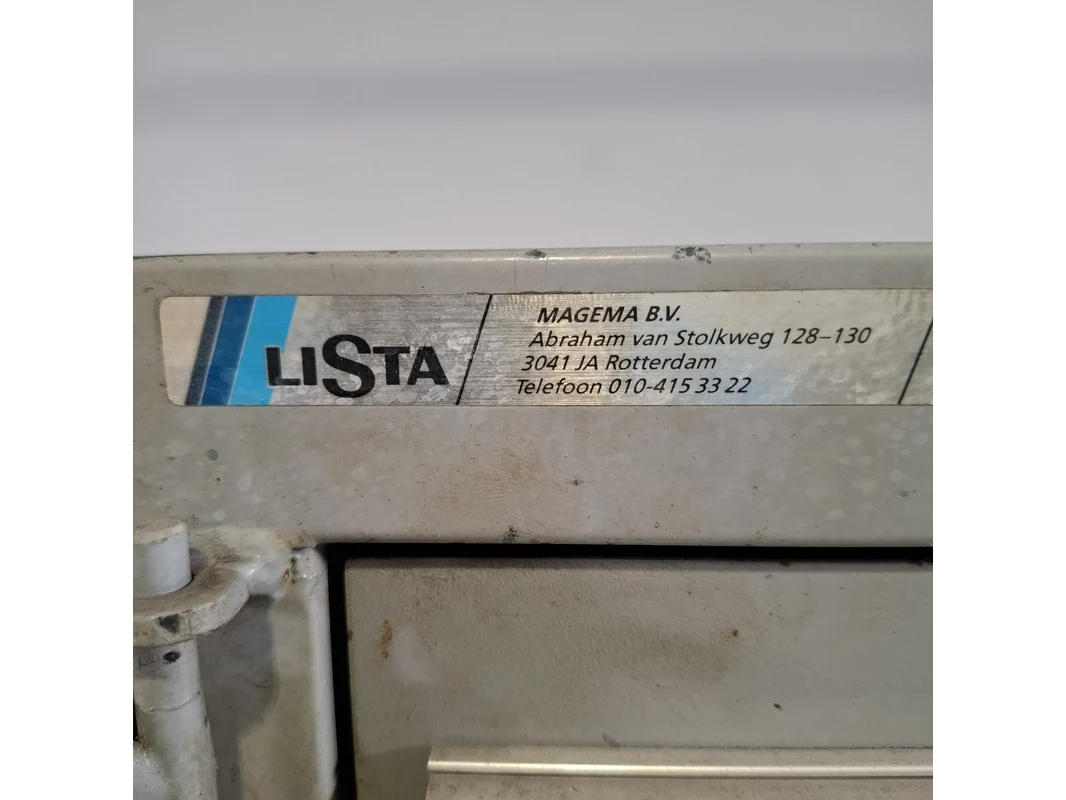 LISTA
MAGEMA B.V.
Abraham van Stolkweg 128–130
3041 JA Rotterdam
Telefoon 010-415 33 22